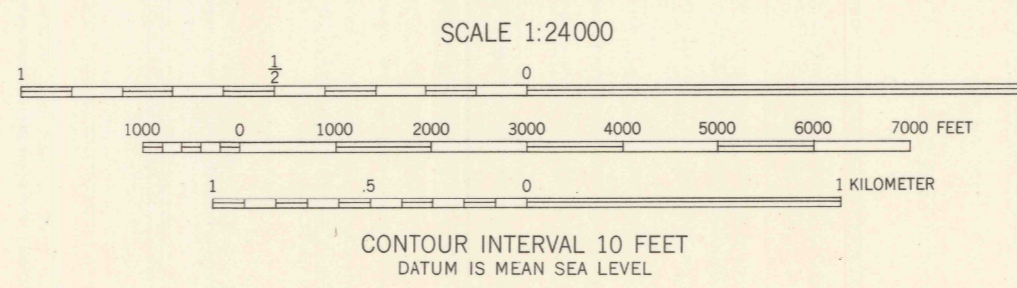 SCALE 1:24000
1 1/2 0
1000 0 1000 2000 3000 4000 5000 6000 7000 FEET
1 .5 0 1 KILOMETER
CONTOUR INTERVAL 10 FEET
DATUM IS MEAN SEA LEVEL